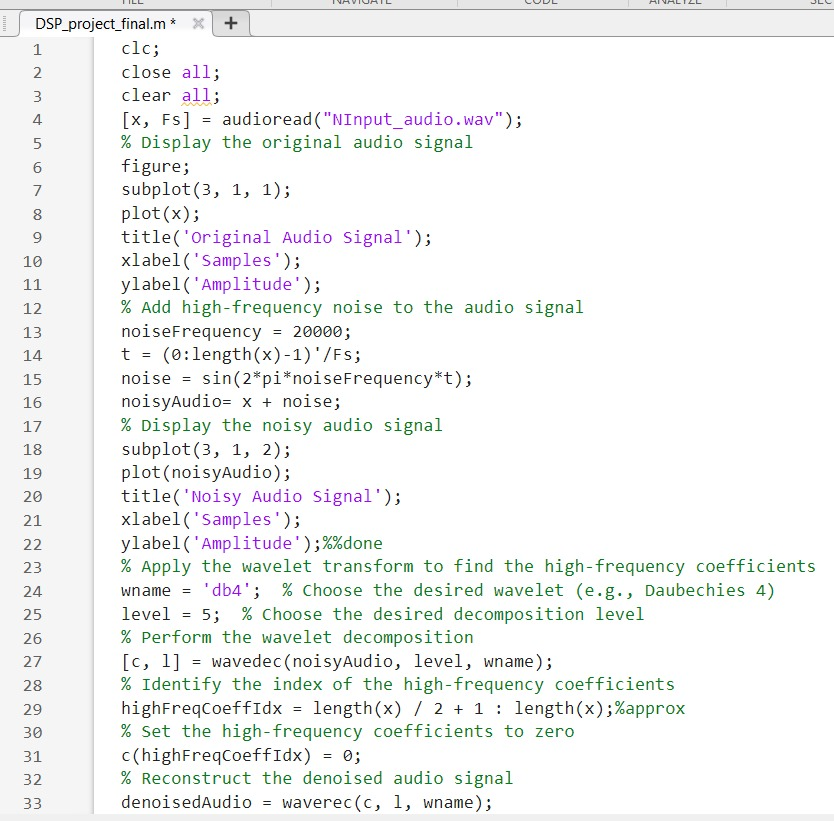 FILE NAVIGATE CODE ANALYZE SEC
DSP_project_final.m * × +
1 clc;
2 close all;
3 clear all;
4 [x, Fs] = audioread("NInput_audio.wav");
5 % Display the original audio signal
6 figure;
7 subplot(3, 1, 1);
8 plot(x);
9 title('Original Audio Signal');
10 xlabel('Samples');
11 ylabel('Amplitude');
12 % Add high-frequency noise to the audio signal
13 noiseFrequency = 20000;
14 t = (0:length(x)-1)'/Fs;
15 noise = sin(2*pi*noiseFrequency*t);
16 noisyAudio= x + noise;
17 % Display the noisy audio signal
18 subplot(3, 1, 2);
19 plot(noisyAudio);
20 title('Noisy Audio Signal');
21 xlabel('Samples');
22 ylabel('Amplitude');%%done
23 % Apply the wavelet transform to find the high-frequency coefficients
24 wname = 'db4';  % Choose the desired wavelet (e.g., Daubechies 4)
25 level = 5;  % Choose the desired decomposition level
26 % Perform the wavelet decomposition
27 [c, l] = wavedec(noisyAudio, level, wname);
28 % Identify the index of the high-frequency coefficients
29 highFreqCoeffIdx = length(x) / 2 + 1 : length(x);%approx
30 % Set the high-frequency coefficients to zero
31 c(highFreqCoeffIdx) = 0;
32 % Reconstruct the denoised audio signal
33 denoisedAudio = waverec(c, l, wname);